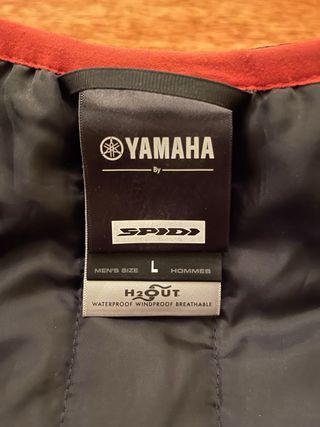 YAMAHA
By
SPIDI
MEN'S SIZE L HOMMES
H2OUT
WATERPROOF WINDPROOF BREATHABLE